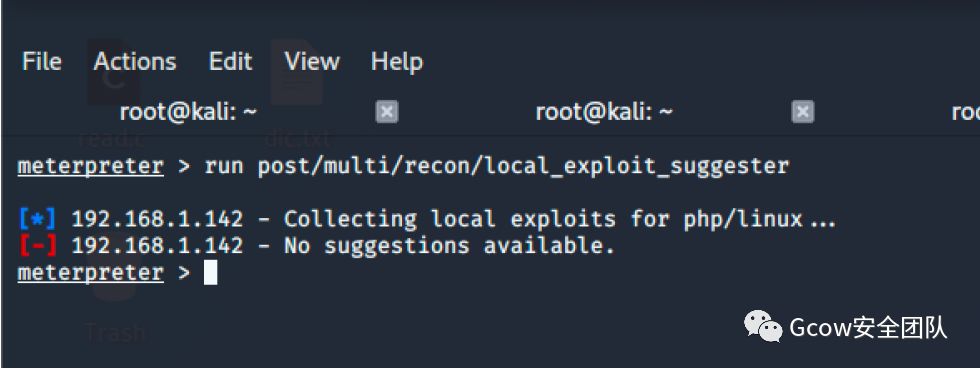 File Actions Edit View Help
root@kali: ~ root@kali: ~ roo
read.c dic.txt
meterpreter > run post/multi/recon/local_exploit_suggester
[*] 192.168.1.142 - Collecting local exploits for php/linux...
[-] 192.168.1.142 - No suggestions available.
meterpreter >
Gcow安全团队
Trash